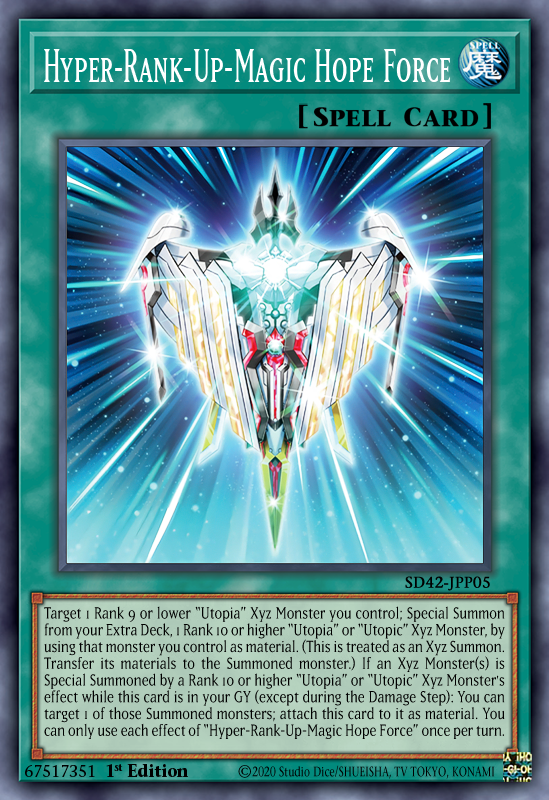 HYPER-RANK-UP-MAGIC HOPE FORCE
SPELL
魔
[SPELL CARD]
SD42-JPP05
Target 1 Rank 9 or lower "Utopia" Xyz Monster you control; Special Summon
from your Extra Deck, 1 Rank 10 or higher "Utopia" or "Utopic" Xyz Monster, by
using that monster you control as material. (This is treated as an Xyz Summon.
Transfer its materials to the Summoned monster.) If an Xyz Monster(s) is
Special Summoned by a Rank 10 or higher "Utopia" or "Utopic" Xyz Monster's
effect while this card is in your GY (except during the Damage Step): You can
target 1 of those Summoned monsters; attach this card to it as material. You
can only use each effect of "Hyper-Rank-Up-Magic Hope Force" once per turn.
67517351 1st Edition ©2020 Studio Dice/SHUEISHA, TV TOKYO, KONAMI